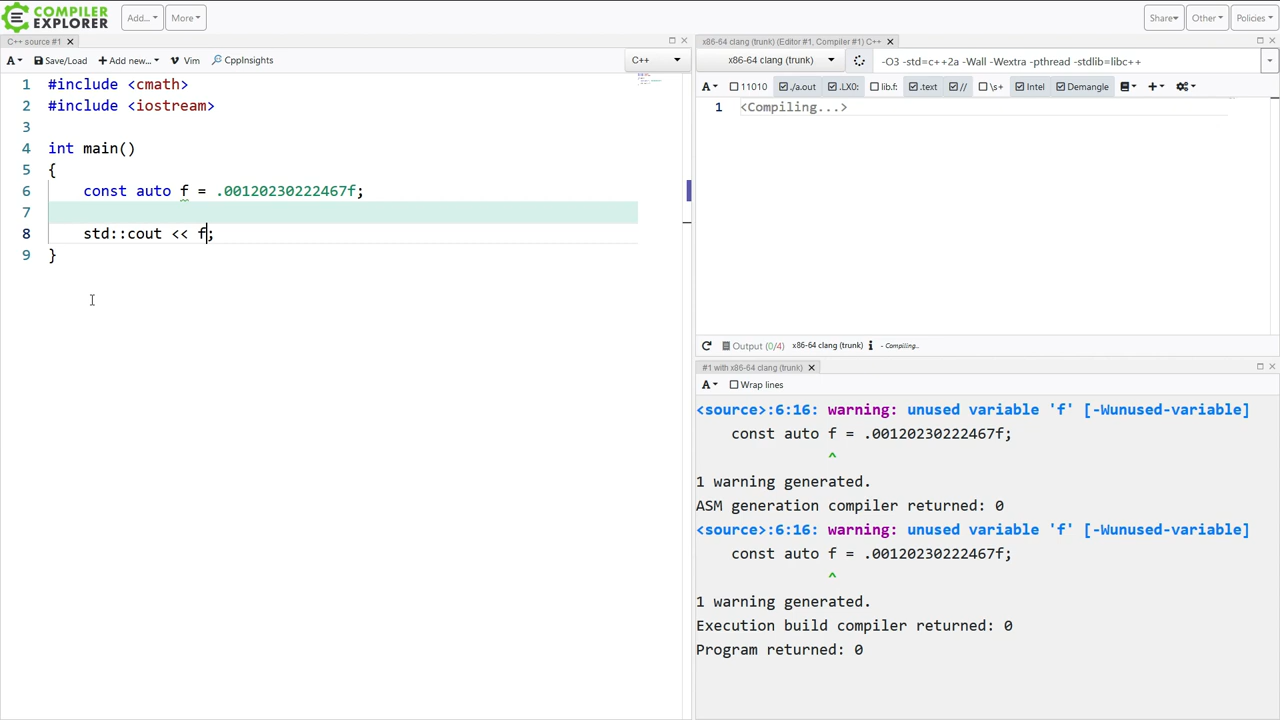 COMPILER
EXPLORER
Add...
More
Share
Other
Policies
C++ source #1
A
Save/Load
Add new...
Vim
CppInsights
C++
1 #include <cmath>
2 #include <iostream>
3
4 int main()
5 {
6 const auto f = .00120230222467f;
7
8 std::cout << f;
9 }
x86-64 clang (trunk) (Editor #1, Compiler #1) C++
x86-64 clang (trunk)
-O3 -std=c++2a -Wall -Wextra -pthread -stdlib=libc++
A
11010
./a.out
.LX0:
lib.f:
.text
//
\s+
Intel
Demangle
1 <Compiling...>
Output (0/4) x86-64 clang (trunk) i - Compiling..
#1 with x86-64 clang (trunk)
A
Wrap lines
<source>:6:16: warning: unused variable 'f' [-Wunused-variable]
const auto f = .00120230222467f;
^
1 warning generated.
ASM generation compiler returned: 0
<source>:6:16: warning: unused variable 'f' [-Wunused-variable]
const auto f = .00120230222467f;
^
1 warning generated.
Execution build compiler returned: 0
Program returned: 0